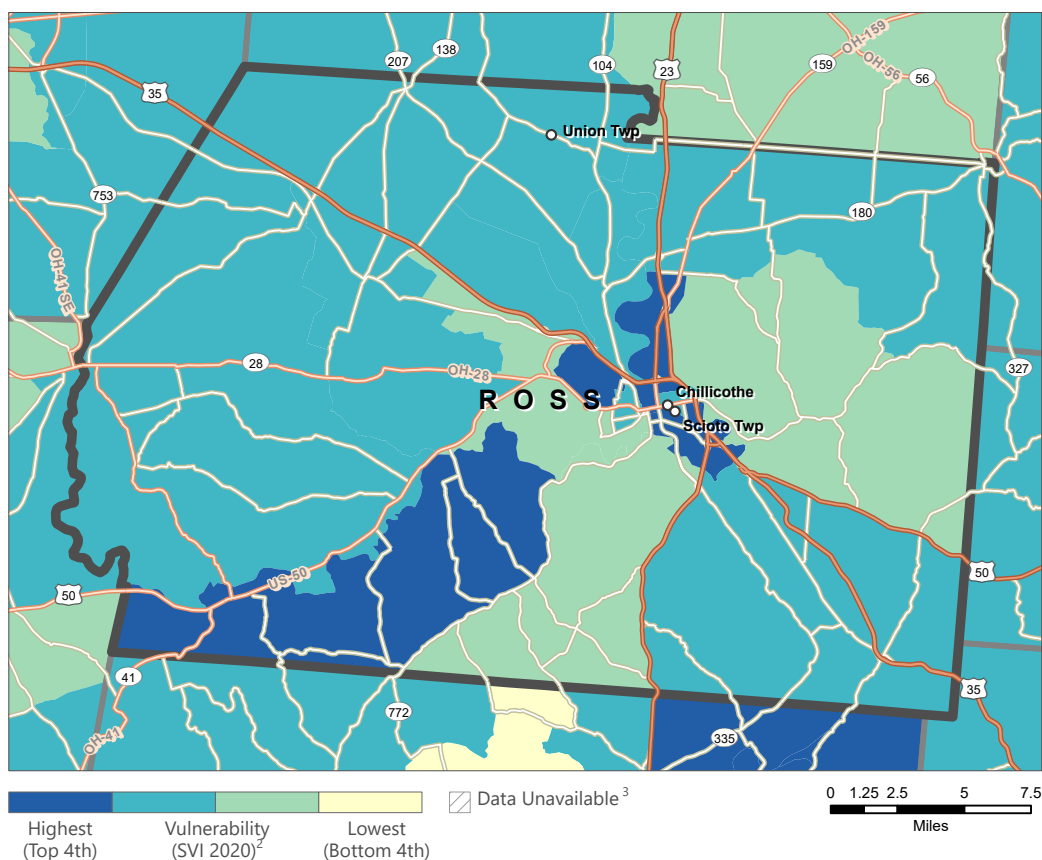 OH-159
207
138
104
23
159
OH-56
56
35
Union Twp
753
180
OH-41 SE
28
OH-28
327
Chillicothe
R O S S
Scioto Twp
50
US-50
50
41
35
772
335
OH-41
Data Unavailable 3
0 1.25 2.5 5 7.5
Miles
Highest
(Top 4th)
Vulnerability
(SVI 2020)2
Lowest
(Bottom 4th)